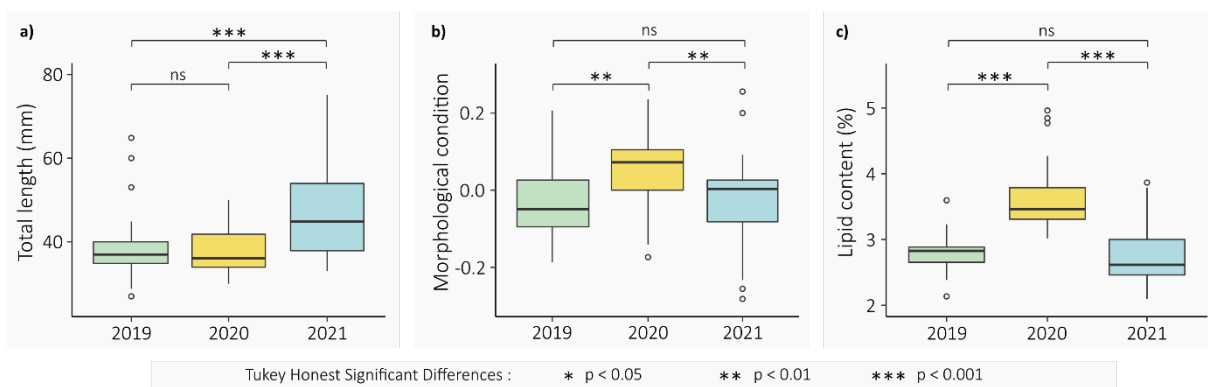 a)
***
ns
***
80
60
40
Total length (mm)
2019 2020 2021
b)
ns
**
**
0.2
0.0
-0.2
Morphological condition
2019 2020 2021
c)
ns
***
***
5
4
3
2
Lipid content (%)
2019 2020 2021
Tukey Honest Significant Differences : * p < 0.05 ** p < 0.01 *** p < 0.001